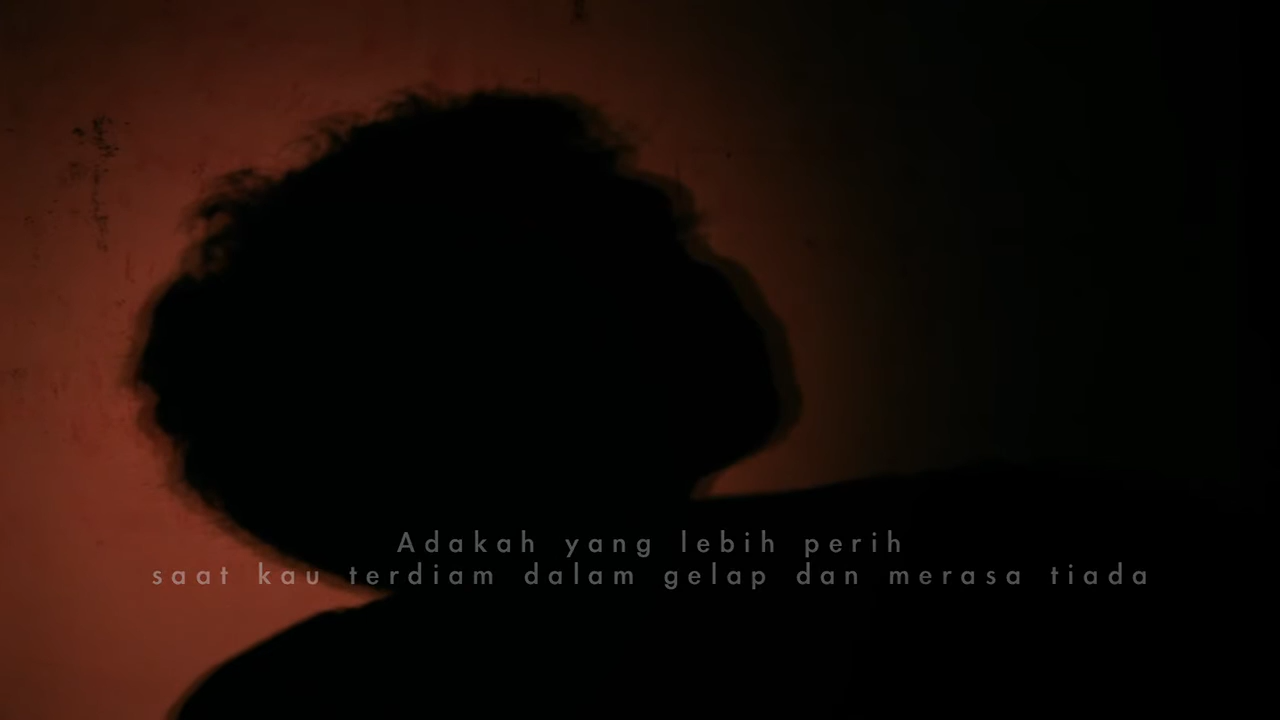 Adakah yang lebih perih
saat kau terdiam dalam gelap dan merasa tiada